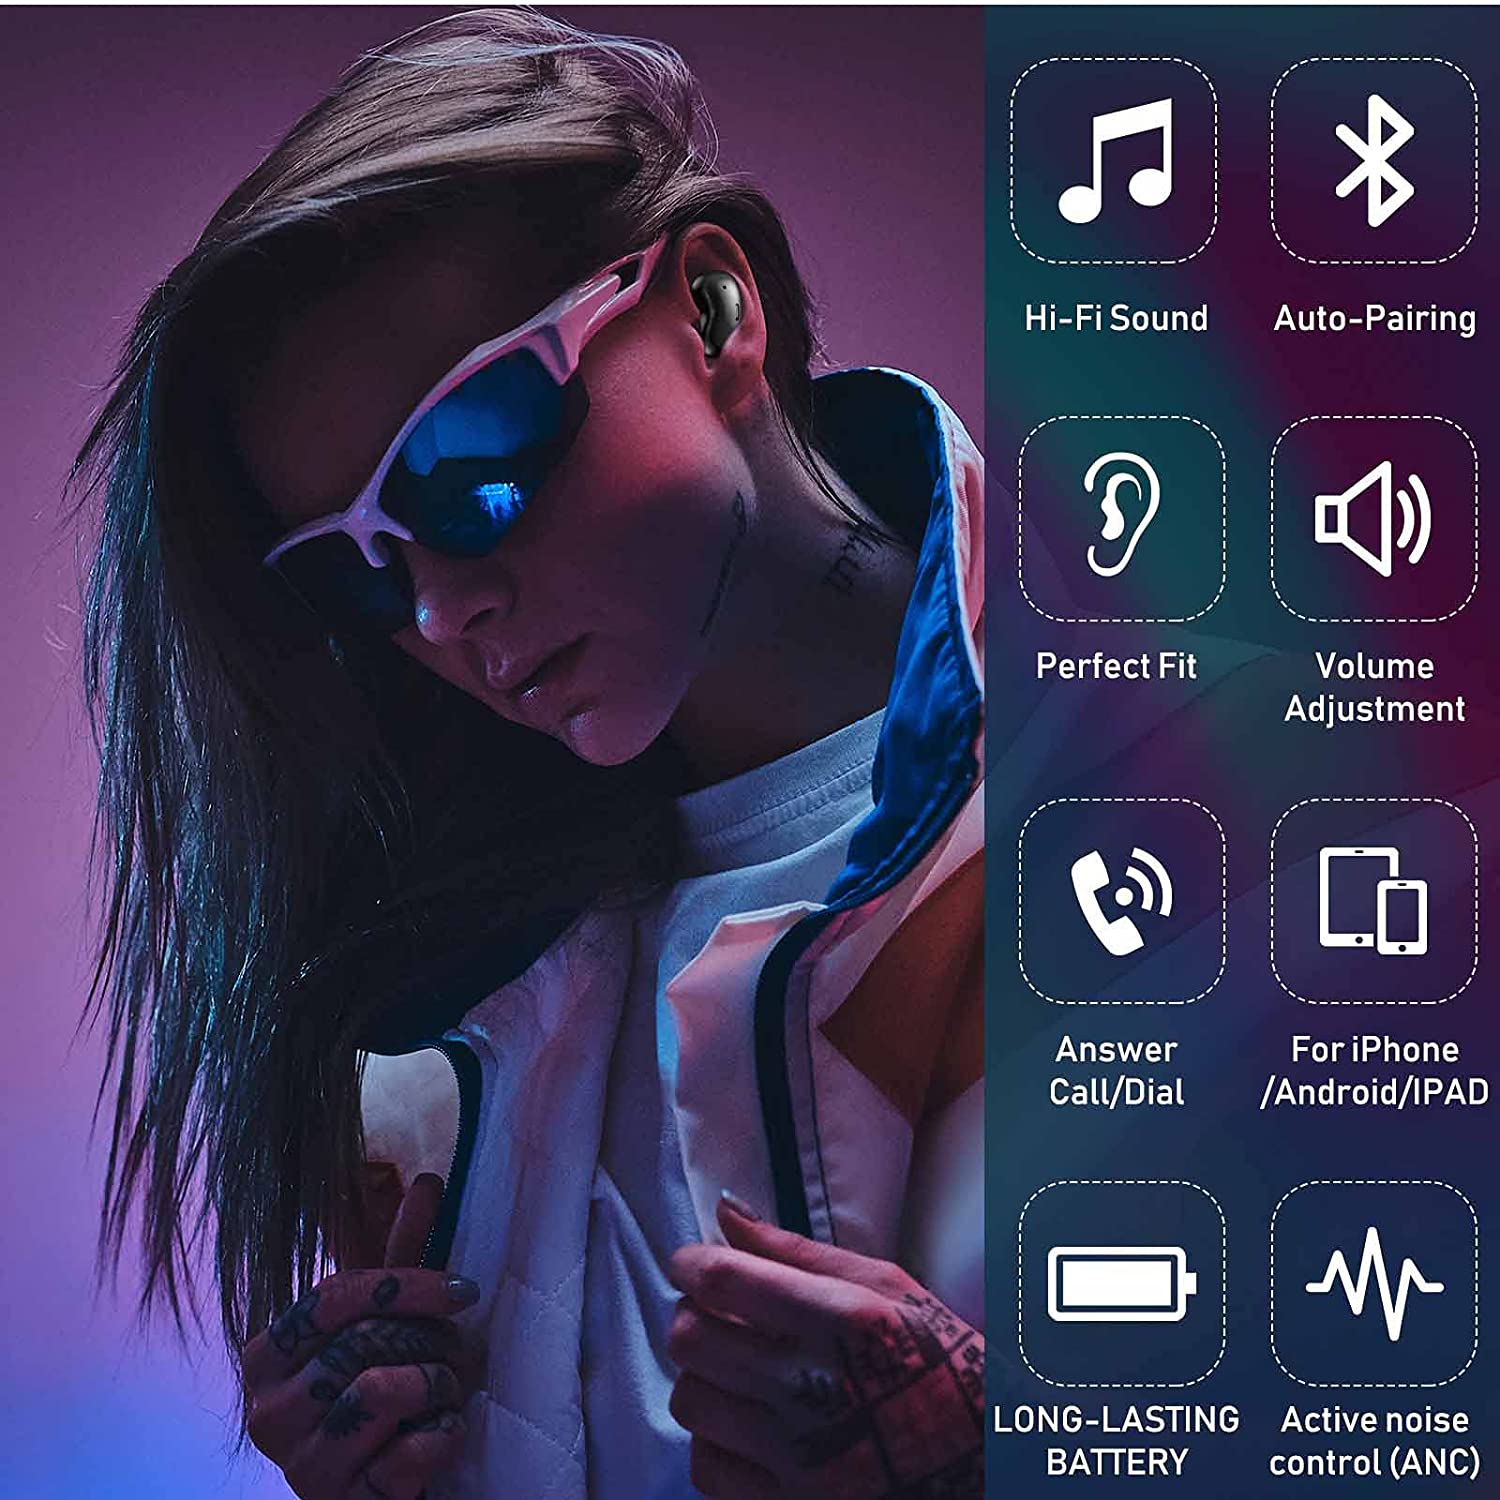 Hi-Fi Sound
Auto-Pairing
Perfect Fit
Volume
Adjustment
Answer
Call/Dial
For iPhone
/Android/IPAD
LONG-LASTING
BATTERY
Active noise
control (ANC)